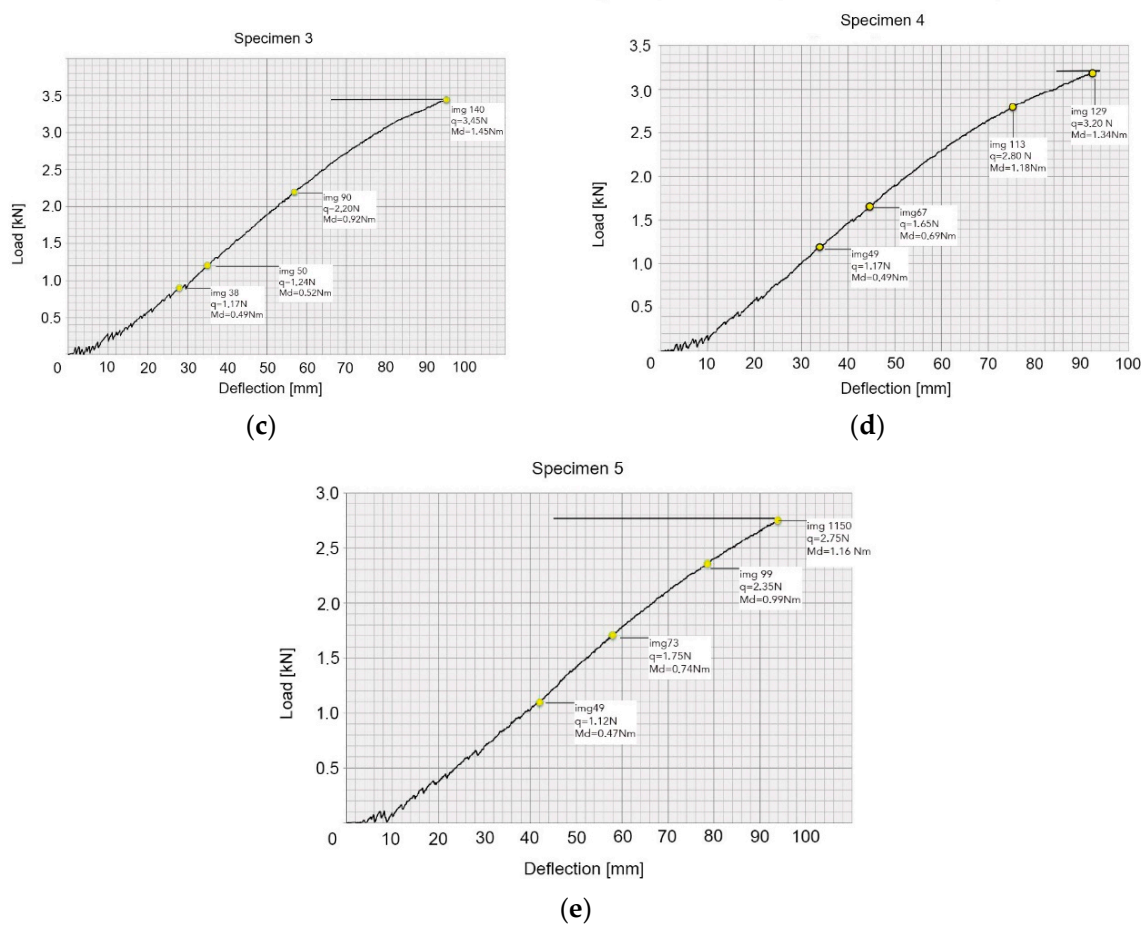 Specimen 3
Load [kN]
3.5
3.0
2.5
2.0
1.5
1.0
0.5
0 10 20 30 40 50 60 70 80 90 100
Deflection [mm]
img 140
q=3,45N
Md=1.45Nm
img 90
q=2,20N
Md=0.92Nm
img 50
q=1,24N
Md=0.52Nm
img 38
q=1,17N
Md=0.49Nm
(c)
Specimen 4
Load [kN]
3.5
3.0
2.5
2.0
1.5
1.0
0.5
0 10 20 30 40 50 60 70 80 90 100
Deflection [mm]
img 129
q=3.20 N
Md=1.34Nm
img 113
q=2.80 N
Md=1.18Nm
img67
q=1.65N
Md=0,69Nm
img49
q=1.17N
Md=0,49Nm
(d)
Specimen 5
Load [kN]
3.0
2.5
2.0
1.5
1.0
0.5
0 10 20 30 40 50 60 70 80 90 100
Deflection [mm]
img 1150
q=2.75N
Md=1.16 Nm
img 99
q=2.35N
Md=0.99Nm
img73
q=1.75N
Md=0.74Nm
img49
q=1.12N
Md=0.47Nm
(e)